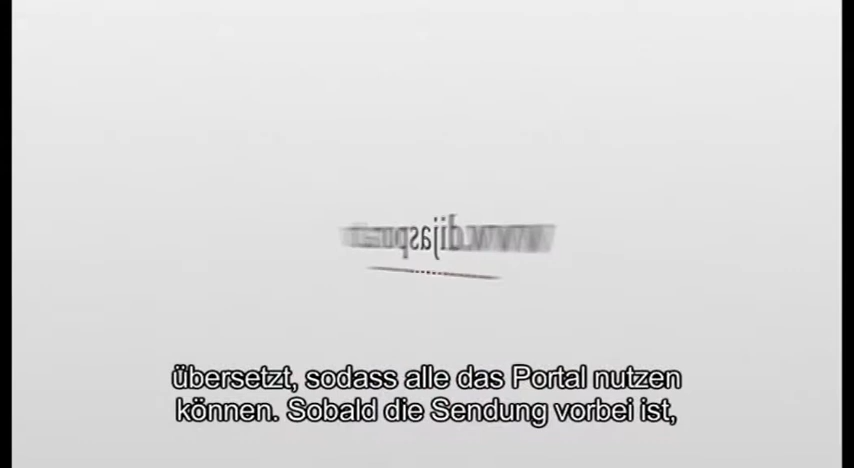 übersetzt, sodass alle das Portal nutzen
können. Sobald die Sendung vorbei ist,